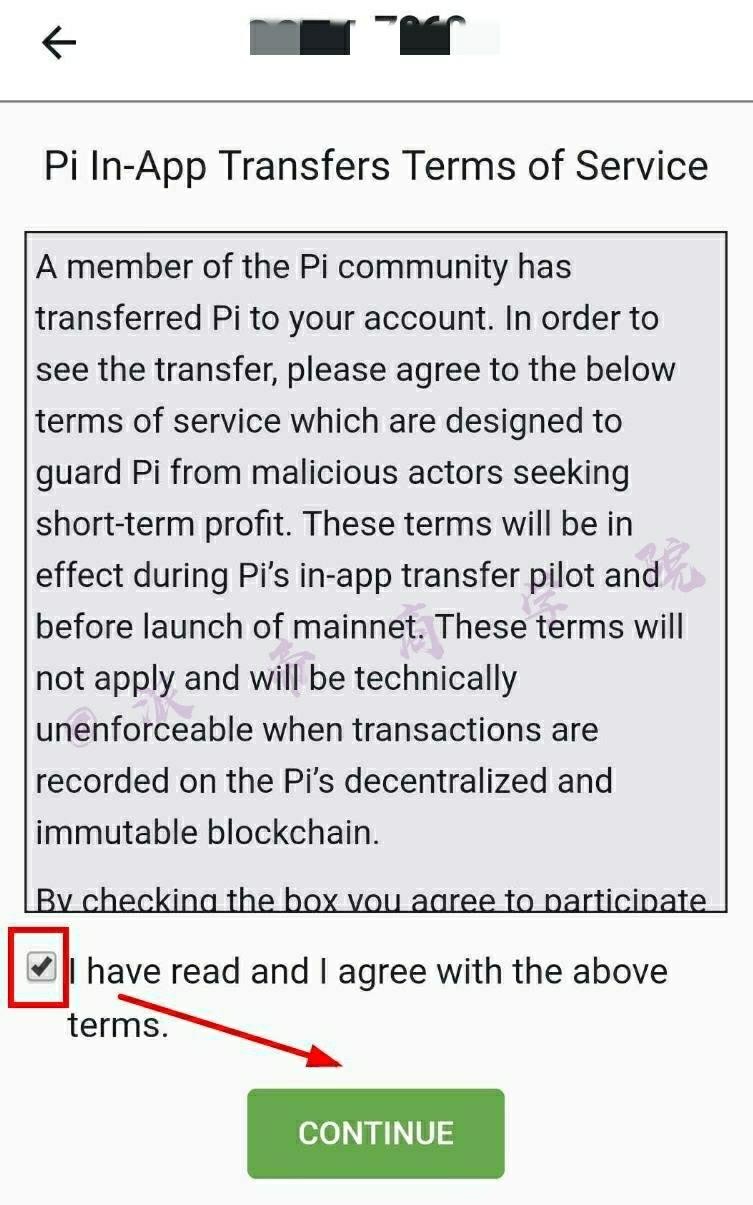 Pi In-App Transfers Terms of Service
A member of the Pi community has
transferred Pi to your account. In order to
see the transfer, please agree to the below
terms of service which are designed to
guard Pi from malicious actors seeking
short-term profit. These terms will be in
effect during Pi’s in-app transfer pilot and
before launch of mainnet. These terms will
not apply and will be technically
unenforceable when transactions are
recorded on the Pi’s decentralized and
immutable blockchain.
By checking the box you agree to participate
I have read and I agree with the above
terms.
CONTINUE
@派帝商学院